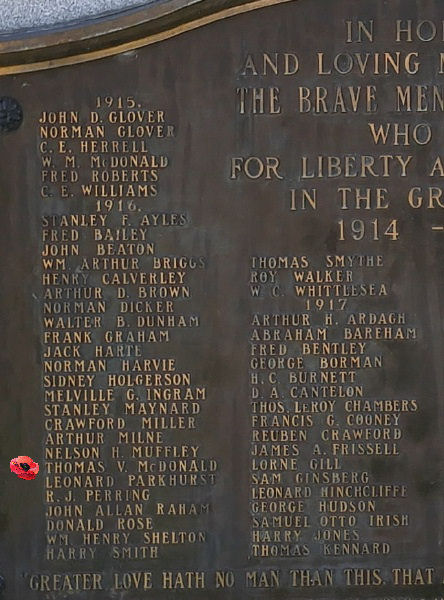 IN HO
AND LOVING
THE BRAVE MEN
WHO
FOR LIBERTY A
IN THE GR
1914 -
1915.
JOHN D. GLOVER
NORMAN GLOVER
C. E. HERRELL
W. M. McDONALD
FRED ROBERTS
C. E. WILLIAMS
1916.
STANLEY F. AYLES
FRED BAILEY
JOHN BEATON
WM. ARTHUR BRIGGS
HENRY CALVERLEY
ARTHUR D. BROWN
NORMAN DICKER
WALTER B. DUNHAM
FRANK GRAHAM
JACK HARTE
NORMAN HARVIE
SIDNEY HOLGERSON
MELVILLE G. INGRAM
STANLEY MAYNARD
CRAWFORD MILLER
ARTHUR MILNE
NELSON H. MUFFLEY
THOMAS V. McDONALD
LEONARD PARKHURST
R. J. PERRING
JOHN ALLAN RAHAM
DONALD ROSE
WM. HENRY SHELTON
HARRY SMITH
THOMAS SMYTHE
ROY WALKER
W. C. WHITTLESEA
1917.
ARTHUR H. ARDAGH
ABRAHAM BAREHAM
FRED BENTLEY
GEORGE BORMAN
H. C. BURNETT
D. A. CANTELON
THOS. LEROY CHAMBERS
FRANCIS G. COONEY
REUBEN CRAWFORD
JAMES A. FRISSELL
LORNE GILL
SAM GINSBERG
LEONARD HINCHCLIFFE
GEORGE HUDSON
SAMUEL OTTO IRISH
HARRY JONES
THOMAS KENNARD
"GREATER LOVE HATH NO MAN THAN THIS, THAT